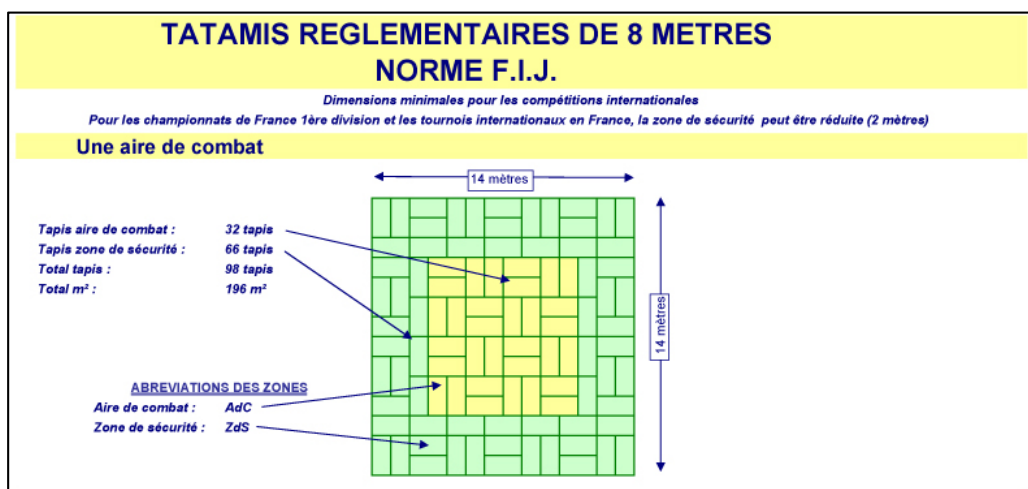 TATAMIS REGLEMENTAIRES DE 8 METRES
NORME F.I.J.
Dimensions minimales pour les compétitions internationales
Pour les championnats de France 1ère division et les tournois internationaux en France, la zone de sécurité peut être réduite (2 mètres)
Une aire de combat
14 mètres
Tapis aire de combat : 32 tapis
Tapis zone de sécurité : 66 tapis
Total tapis : 98 tapis
Total m² : 196 m²
14 mètres
ABREVIATIONS DES ZONES
Aire de combat : AdC
Zone de sécurité : ZdS